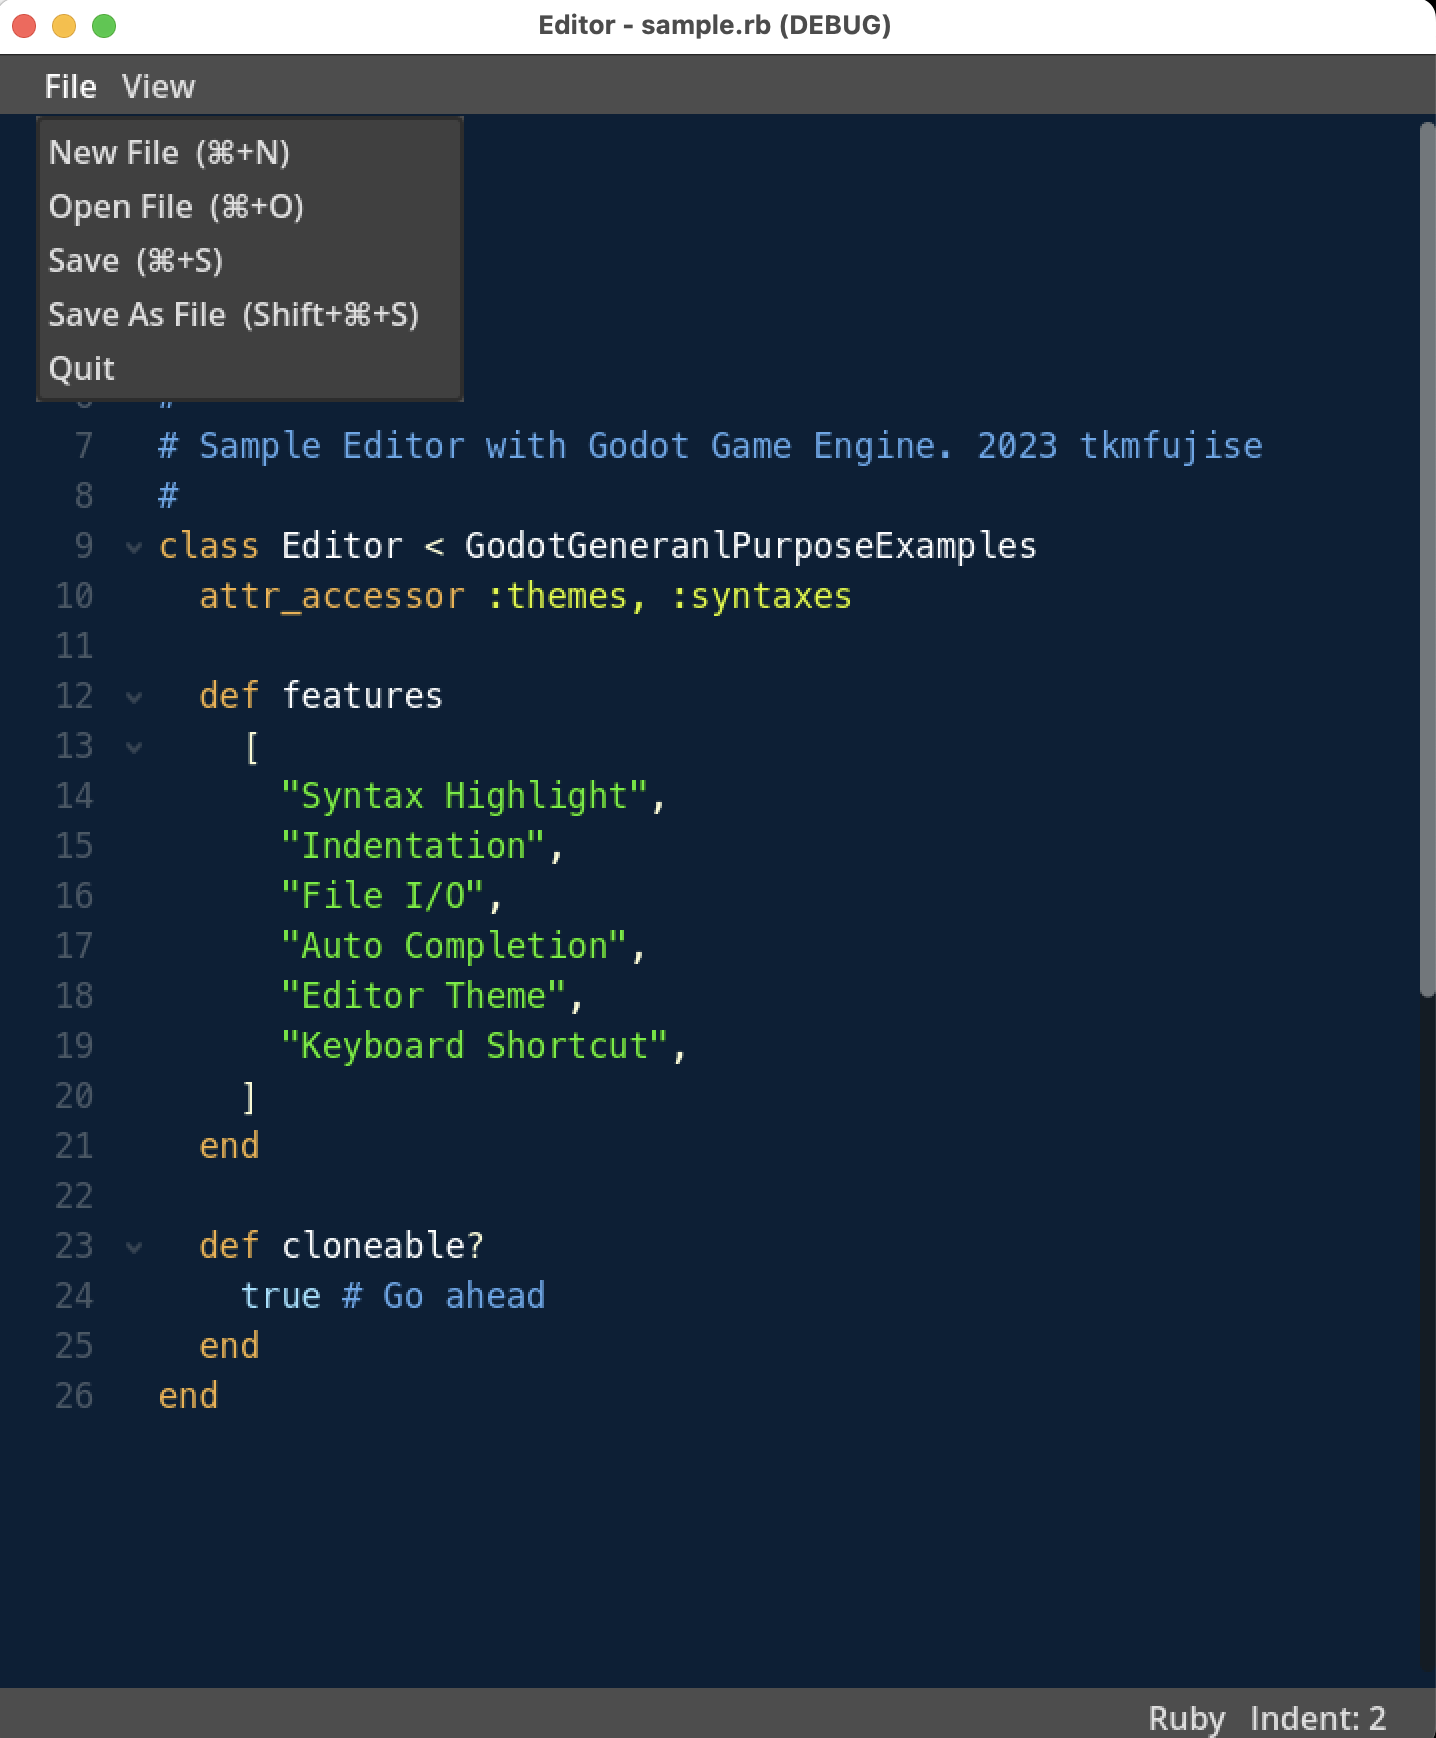 Editor - sample.rb (DEBUG)
File View
New File (⌘+N)
Open File (⌘+O)
Save (⌘+S)
Save As File (Shift+⌘+S)
Quit
6 #
7 # Sample Editor with Godot Game Engine. 2023 tkmfujise
8 #
9 class Editor < GodotGeneranlPurposeExamples
10 attr_accessor :themes, :syntaxes
11
12 def features
13 [
14 "Syntax Highlight",
15 "Indentation",
16 "File I/O",
17 "Auto Completion",
18 "Editor Theme",
19 "Keyboard Shortcut",
20 ]
21 end
22
23 def cloneable?
24 true # Go ahead
25 end
26 end
Ruby Indent: 2